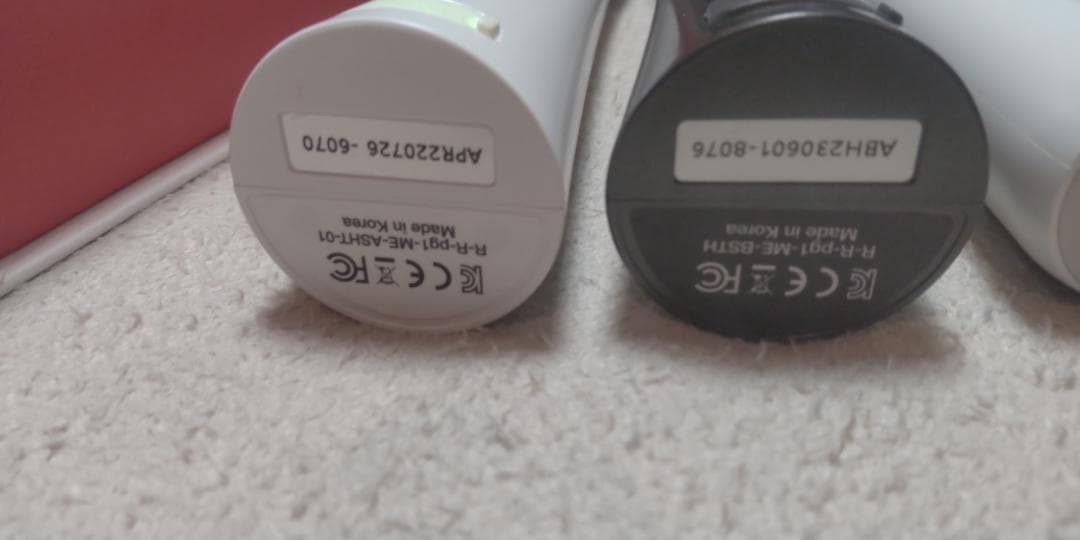 APR220726 - 6070
R-R-pg1-ME-ASHT-01
Made in Korea
ABH230601-8076
R-R-pg1-ME-BSTH
Made in Korea